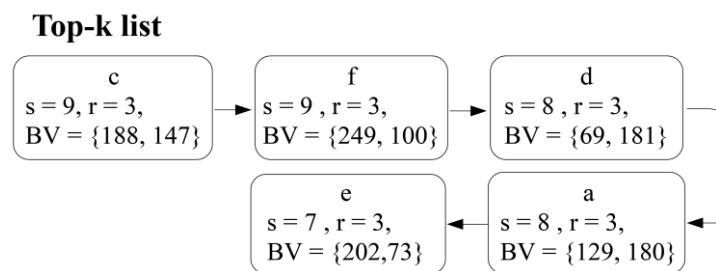 Top-k list
c
s = 9, r = 3,
BV = {188, 147}
f
s = 9 , r = 3,
BV = {249, 100}
d
s = 8 , r = 3,
BV = {69, 181}
a
s = 8 , r = 3,
BV = {129, 180}
e
s = 7 , r = 3,
BV = {202,73}